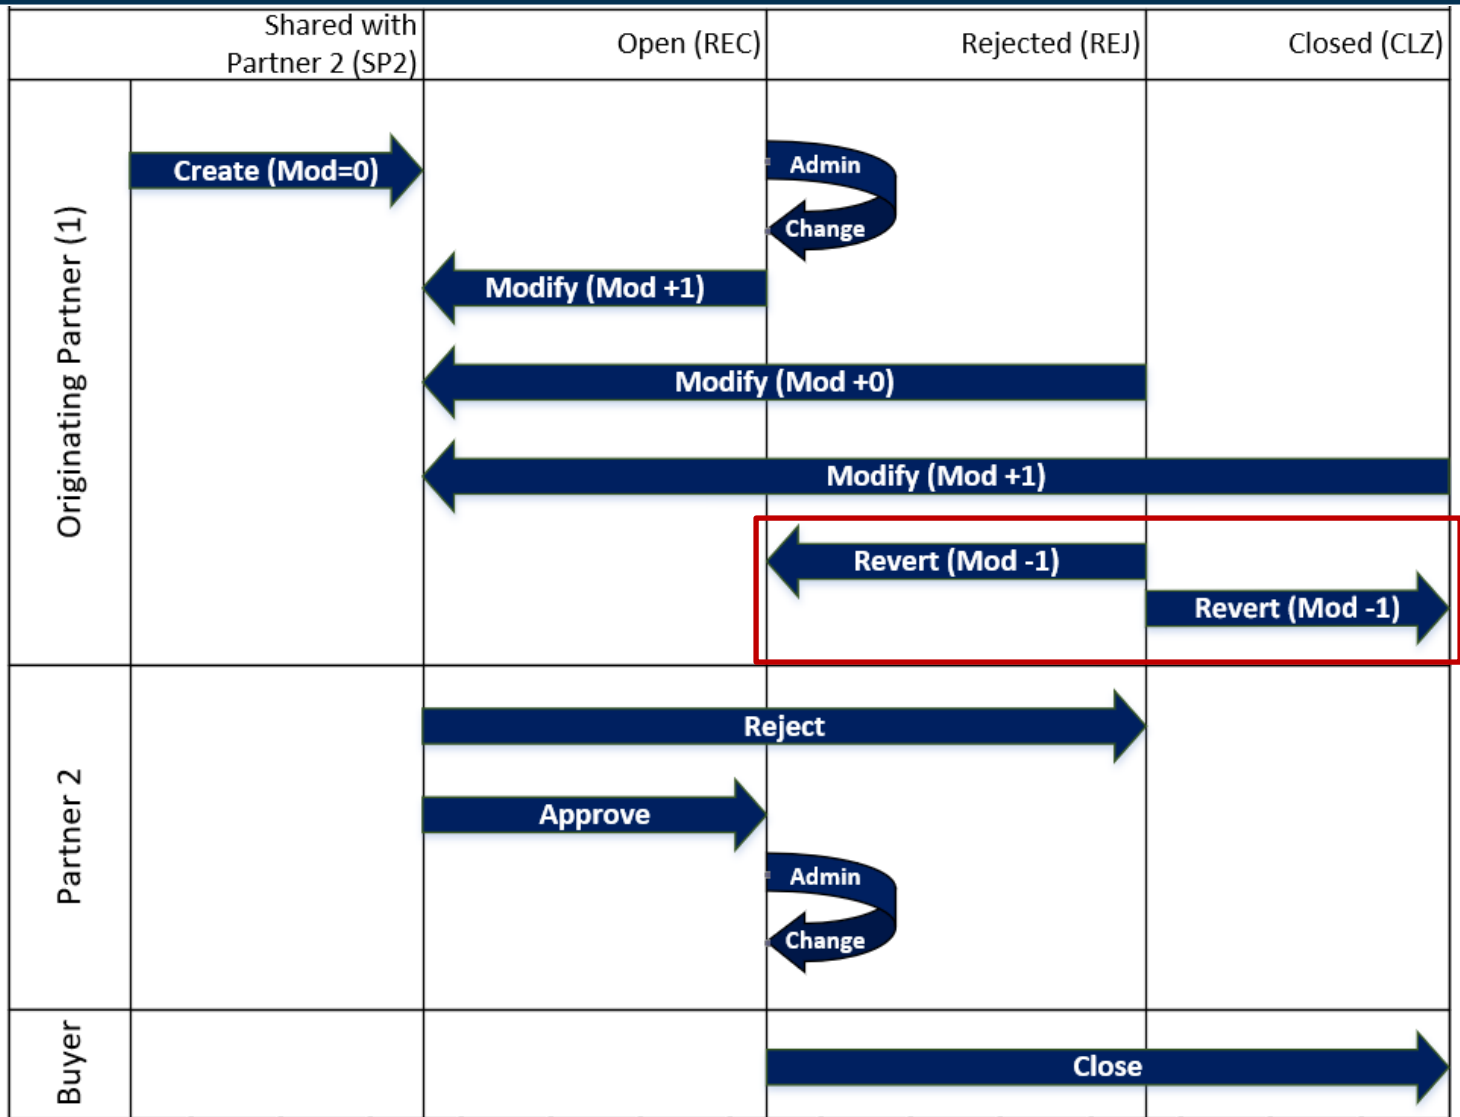 Shared with
Partner 2 (SP2)
Open (REC)
Rejected (REJ)
Closed (CLZ)
Originating Partner (1)
Create (Mod=0)
Admin
Change
Modify (Mod +1)
Modify (Mod +0)
Modify (Mod +1)
Revert (Mod -1)
Revert (Mod -1)
Partner 2
Reject
Approve
Admin
Change
Buyer
Close